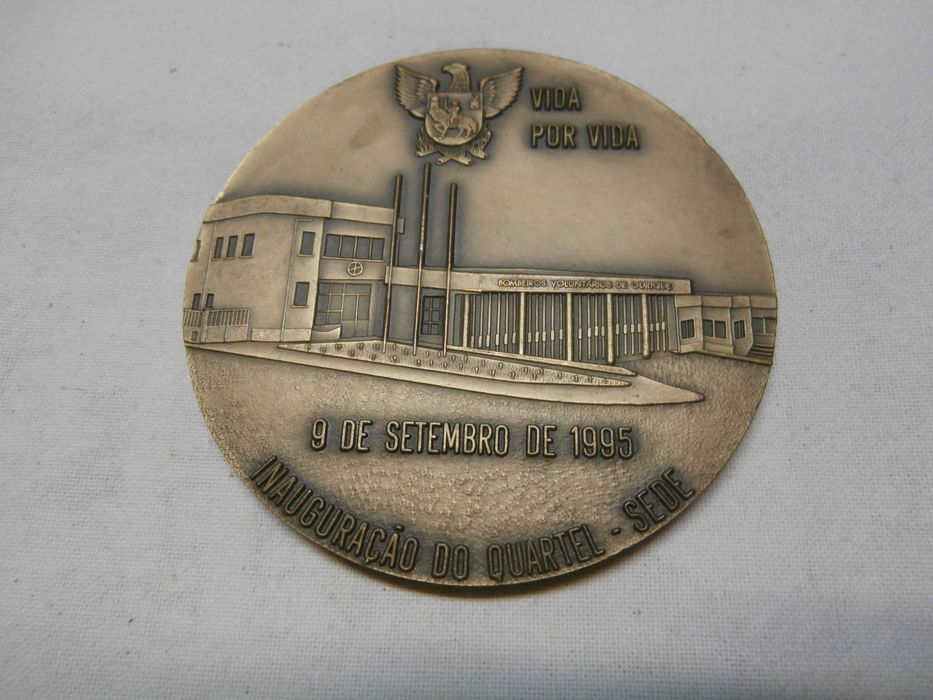 VIDA
POR VIDA
BOMBEIROS VOLUNTÁRIOS DE OURIQUE
9 DE SETEMBRO DE 1995
INAUGURAÇÃO DO QUARTEL - SEDE